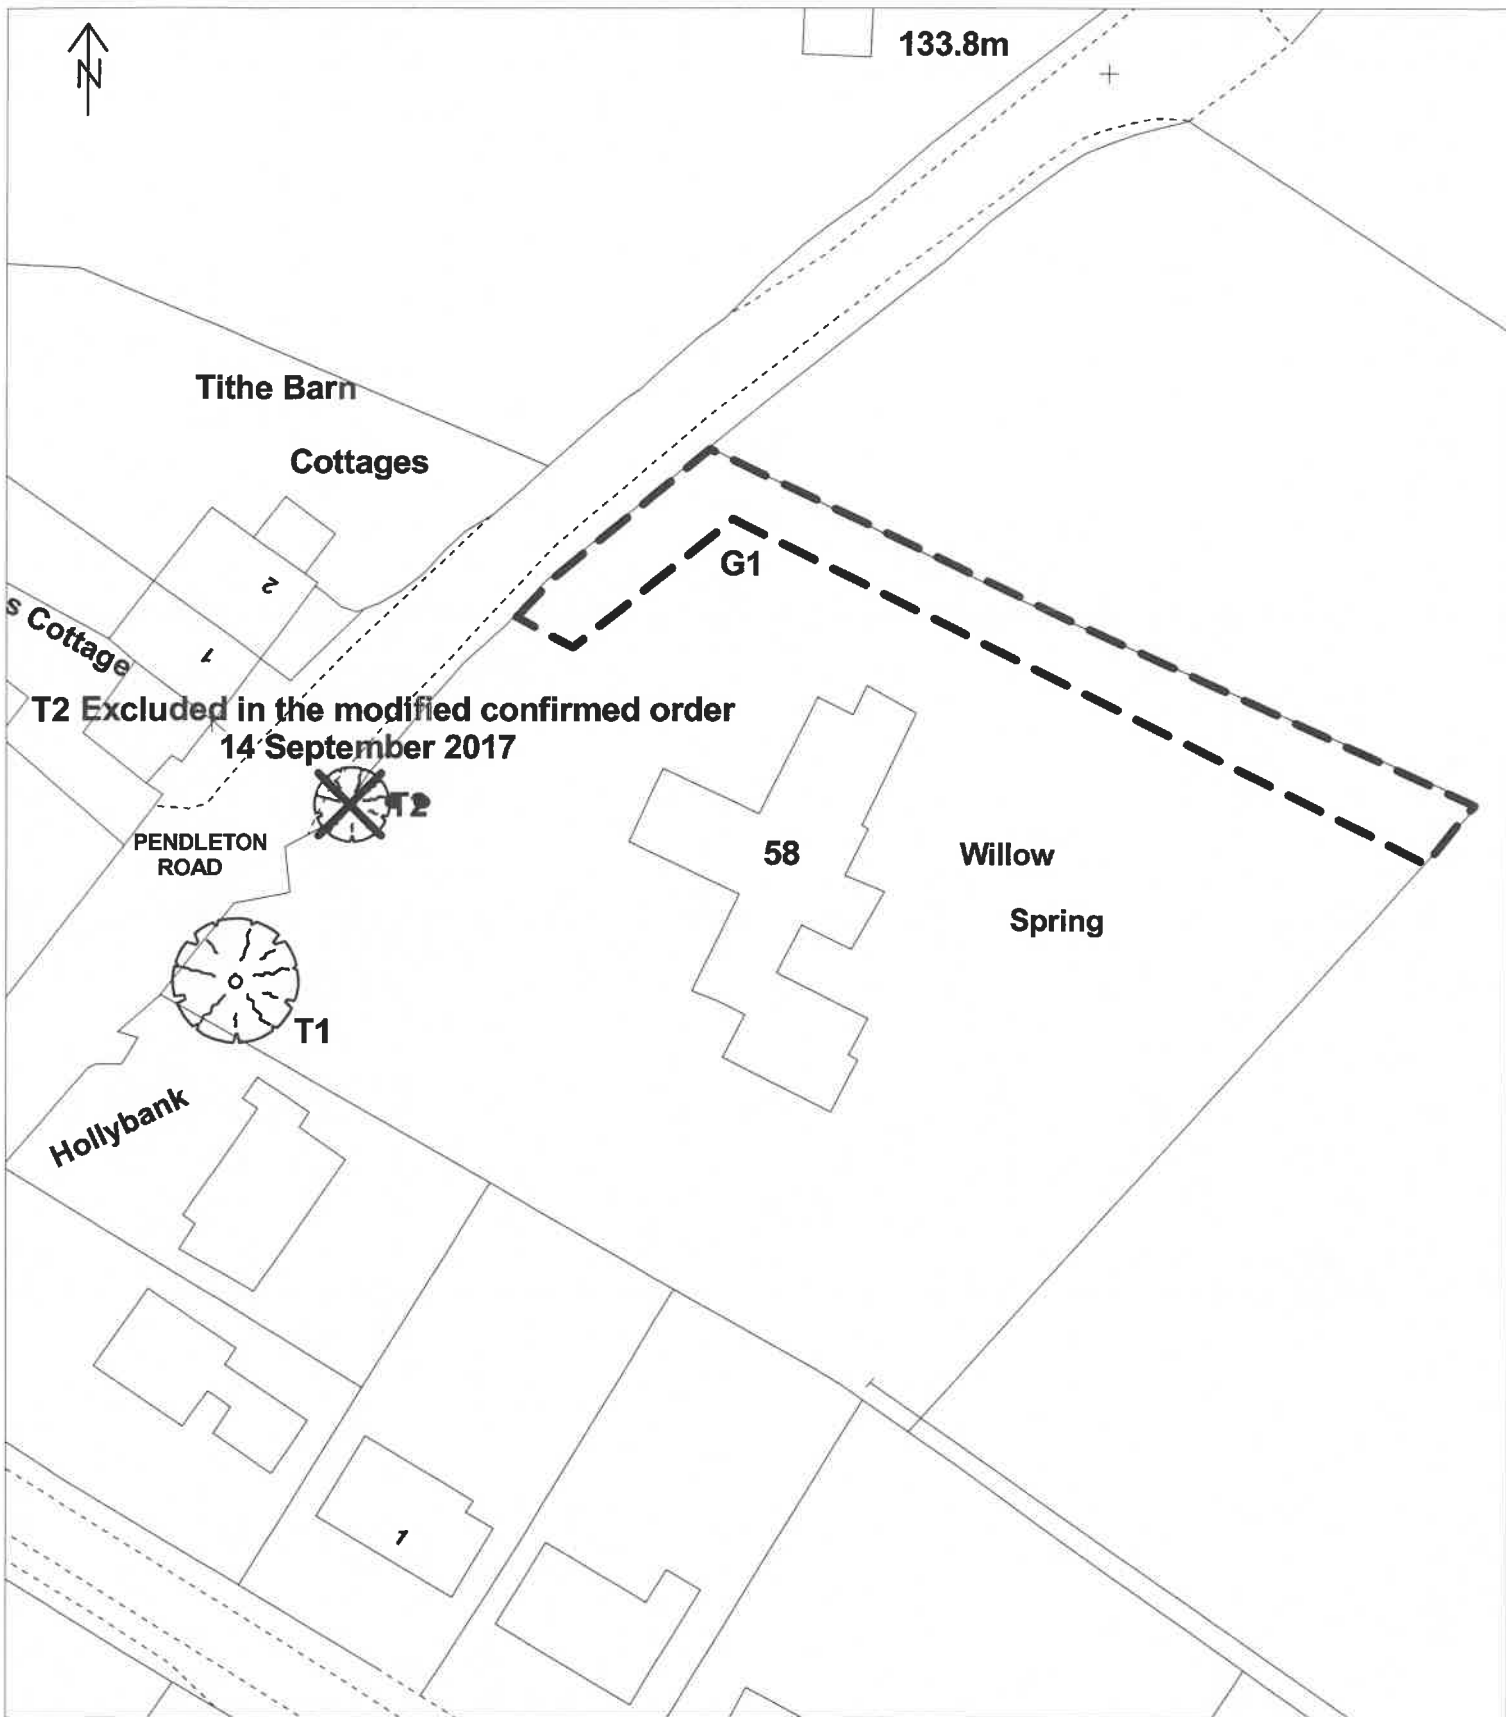 N
133.8m
Tithe Barn
Cottages
2
1
s Cottage
G1
T2 Excluded in the modified confirmed order
14 September 2017
T2
PENDLETON
ROAD
58
Willow
Spring
T1
Hollybank
1